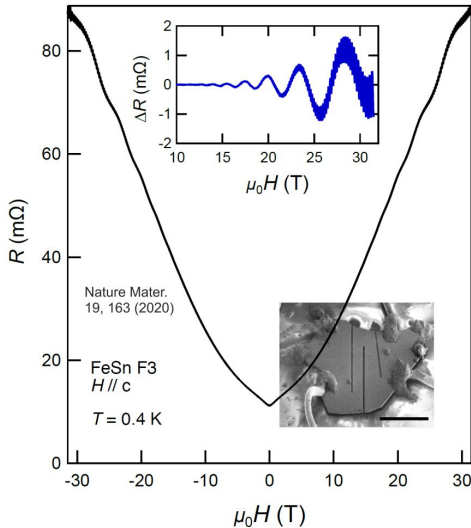 80
60
40
20
0
R (mΩ)
-30
-20
-10
0
10
20
30
μ₀H (T)
2
1
0
-1
-2
ΔR (mΩ)
10
15
20
25
30
μ₀H (T)
Nature Mater.
19, 163 (2020)
FeSn F3
H // c
T = 0.4 K